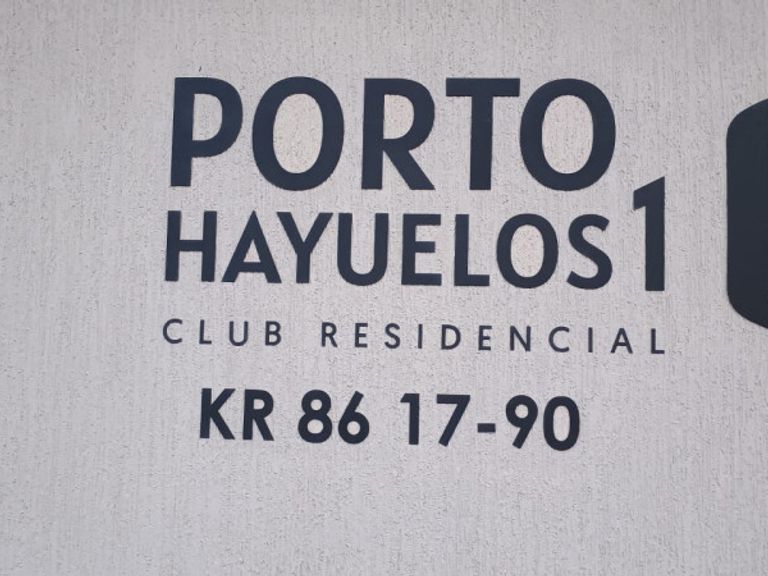 PORTO
HAYUELOS 1
CLUB RESIDENCIAL
KR 86 17-90